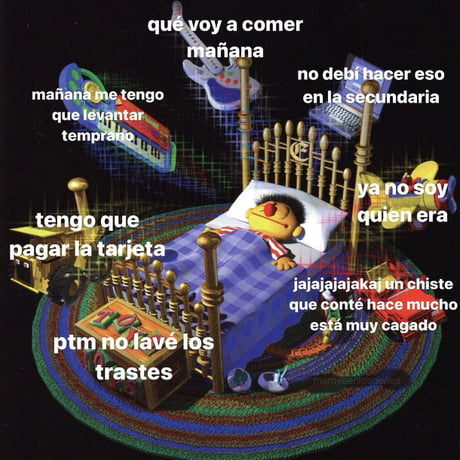 qué voy a comer
mañana
no debí hacer eso
en la secundaria
mañana me tengo
que levantar
temprano
ya no soy
quien era
tengo que
pagar la tarjeta
jajajajajakaj un chiste
que conté hace mucho
está muy cagado
ptm no lavé los
trastes
E